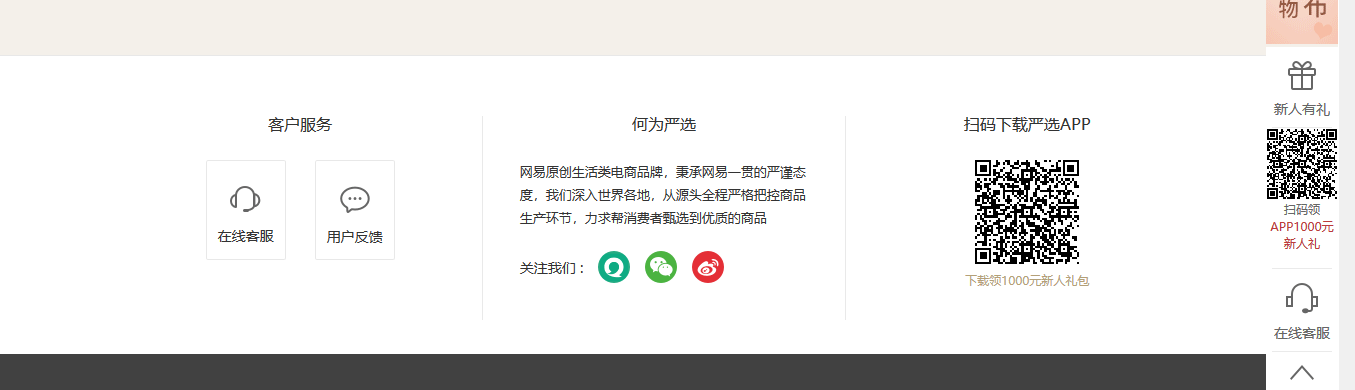 客户服务
在线客服
用户反馈
何为严选
网易原创生活类电商品牌，秉承网易一贯的严谨态
度，我们深入世界各地，从源头全程严格把控商品
生产环节，力求帮消费者甄选到优质的商品
关注我们：
扫码下载严选APP
下载领1000元新人礼包
物 布
新人有礼
扫码领
APP1000元
新人礼
在线客服